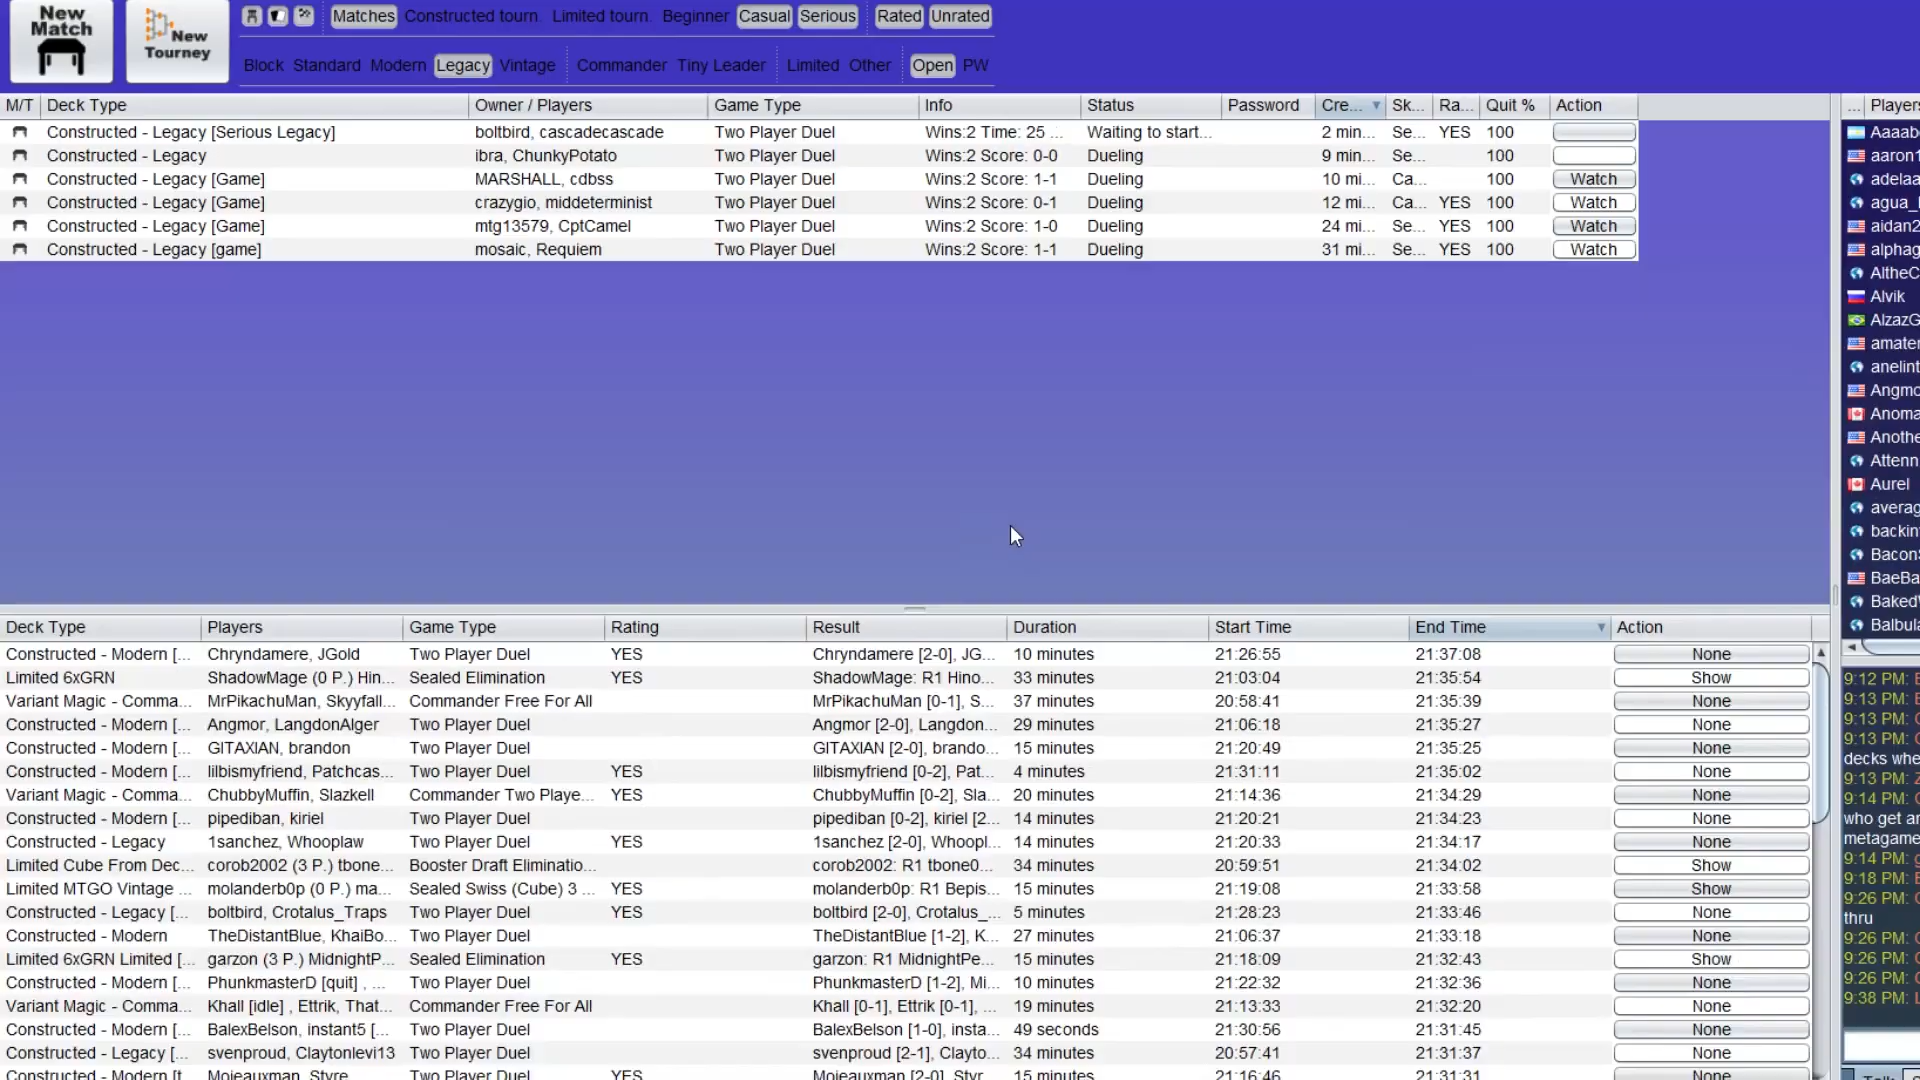 New Match
New Tourney
Matches Constructed tourn. Limited tourn. Beginner Casual Serious Rated Unrated
Block Standard Modern Legacy Vintage Commander Tiny Leader Limited Other Open PW
M/T Deck Type Owner / Players Game Type Info Status Password Cre... Sk... Ra... Quit % Action
Constructed - Legacy [Serious Legacy] boltbird, cascadecascade Two Player Duel Wins:2 Time: 25 ... Waiting to start... 2 min... Se... YES 100
Constructed - Legacy ibra, ChunkyPotato Two Player Duel Wins:2 Score: 0-0 Dueling 9 min... Se... 100
Constructed - Legacy [Game] MARSHALL, cdbss Two Player Duel Wins:2 Score: 1-1 Dueling 10 mi... Ca... 100 Watch
Constructed - Legacy [Game] crazygio, middeterminist Two Player Duel Wins:2 Score: 0-1 Dueling 12 mi... Ca... YES 100 Watch
Constructed - Legacy [Game] mtg13579, CptCamel Two Player Duel Wins:2 Score: 1-0 Dueling 24 mi... Se... YES 100 Watch
Constructed - Legacy [game] mosaic, Requiem Two Player Duel Wins:2 Score: 1-1 Dueling 31 mi... Se... YES 100 Watch
Deck Type Players Game Type Rating Result Duration Start Time End Time Action
Constructed - Modern [... Chryndamere, JGold Two Player Duel YES Chryndamere [2-0], JG... 10 minutes 21:26:55 21:37:08 None
Limited 6xGRN ShadowMage (0 P.) Hin... Sealed Elimination YES ShadowMage: R1 Hino... 33 minutes 21:03:04 21:35:54 Show
Variant Magic - Comma... MrPikachuMan, Skyyfall... Commander Free For All MrPikachuMan [0-1], S... 37 minutes 20:58:41 21:35:39 None
Constructed - Modern [... Angmor, LangdonAlger Two Player Duel Angmor [2-0], Langdon... 29 minutes 21:06:18 21:35:27 None
Constructed - Modern [... GITAXIAN, brandon Two Player Duel GITAXIAN [2-0], brando... 15 minutes 21:20:49 21:35:25 None
Constructed - Modern [... lilbismyfriend, Patchcas... Two Player Duel YES lilbismyfriend [0-2], Pat... 4 minutes 21:31:11 21:35:02 None
Variant Magic - Comma... ChubbyMuffin, Slazkell Commander Two Playe... YES ChubbyMuffin [0-2], Sla... 20 minutes 21:14:36 21:34:29 None
Constructed - Modern [... pipediban, kiriel Two Player Duel pipediban [0-2], kiriel [2... 14 minutes 21:20:21 21:34:23 None
Constructed - Legacy 1sanchez, Whooplaw Two Player Duel YES 1sanchez [2-0], Whoopl... 14 minutes 21:20:33 21:34:17 None
Limited Cube From Dec... corob2002 (3 P.) tbone... Booster Draft Eliminatio... corob2002: R1 tbone0... 34 minutes 20:59:51 21:34:02 Show
Limited MTGO Vintage ... molanderb0p (0 P.) ma... Sealed Swiss (Cube) 3 ... YES molanderb0p: R1 Bepis... 15 minutes 21:19:08 21:33:58 Show
Constructed - Legacy [... boltbird, Crotalus_Traps Two Player Duel YES boltbird [2-0], Crotalus_... 5 minutes 21:28:23 21:33:46 None
Constructed - Modern TheDistantBlue, KhaiBo... Two Player Duel TheDistantBlue [1-2], K... 27 minutes 21:06:37 21:33:18 None
Limited 6xGRN Limited [... garzon (3 P.) MidnightP... Sealed Elimination YES garzon: R1 MidnightPe... 15 minutes 21:18:09 21:32:43 Show
Constructed - Modern [... PhunkmasterD [quit] , ... Two Player Duel PhunkmasterD [1-2], Mi... 10 minutes 21:22:32 21:32:36 None
Variant Magic - Comma... Khall [idle] , Ettrik, That... Commander Free For All Khall [0-1], Ettrik [0-1], ... 19 minutes 21:13:33 21:32:20 None
Constructed - Modern [... BalexBelson, instant5 [... Two Player Duel BalexBelson [1-0], insta... 49 seconds 21:30:56 21:31:45 None
Constructed - Legacy [... svenproud, Claytonlevi13 Two Player Duel svenproud [2-1], Clayto... 34 minutes 20:57:41 21:31:37 None
Constructed - Modern [t... Mojeauxman, Styre Two Player Duel YES Mojeauxman [2-0], Styr... 15 minutes 21:16:46 21:31:31 None
... Players
Aaaab
aaron1
adelaa
agua_
aidan2
alphag
AltheC
Alvik
AlzazG
amater
anelint
Angmo
Anoma
Anothe
Attenn
Aurel
averag
backin
BaconS
BaeBa
Baked
Balbula
9:12 PM:
9:13 PM:
9:13 PM:
9:13 PM:
decks whe
9:13 PM:
9:14 PM:
who get ar
metagame
9:14 PM:
9:18 PM:
9:26 PM:
thru
9:26 PM:
9:26 PM:
9:26 PM:
9:38 PM: